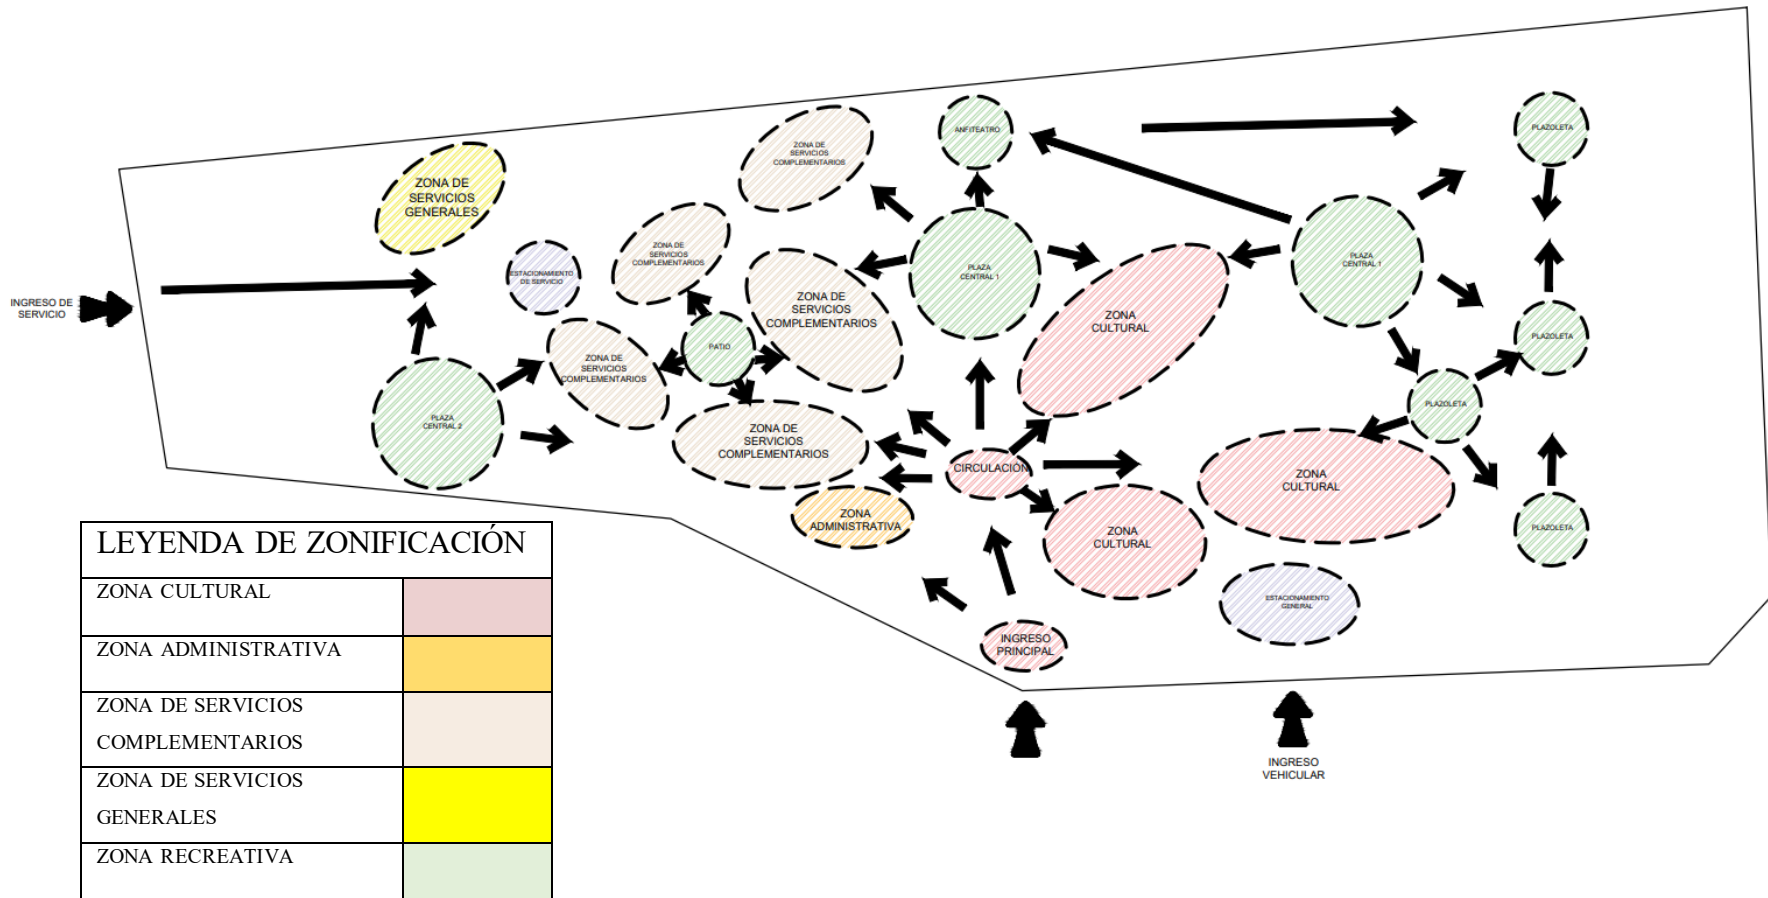 ANFITEATRO
PLAZOLETA
ZONA DE
SERVICIOS
COMPLEMENTARIOS
ZONA DE
SERVICIOS
GENERALES
ZONA DE
SERVICIOS
COMPLEMENTARIOS
PLAZA
CENTRAL 1
PLAZA
CENTRAL 1
ESTACIONAMIENTO
DE SERVICIO
INGRESO DE
SERVICIO
ZONA DE
SERVICIOS
COMPLEMENTARIOS
ZONA
CULTURAL
PLAZOLETA
PATIO
ZONA DE
SERVICIOS
COMPLEMENTARIOS
PLAZA
CENTRAL 2
PLAZOLETA
ZONA DE
SERVICIOS
COMPLEMENTARIOS
CIRCULACIÓN
ZONA
CULTURAL
ZONA
ADMINISTRATIVA
ZONA
CULTURAL
PLAZOLETA
ESTACIONAMIENTO
GENERAL
INGRESO
PRINCIPAL
INGRESO
VEHICULAR
LEYENDA DE ZONIFICACIÓN
ZONA CULTURAL
ZONA ADMINISTRATIVA
ZONA DE SERVICIOS
COMPLEMENTARIOS
ZONA DE SERVICIOS
GENERALES
ZONA RECREATIVA